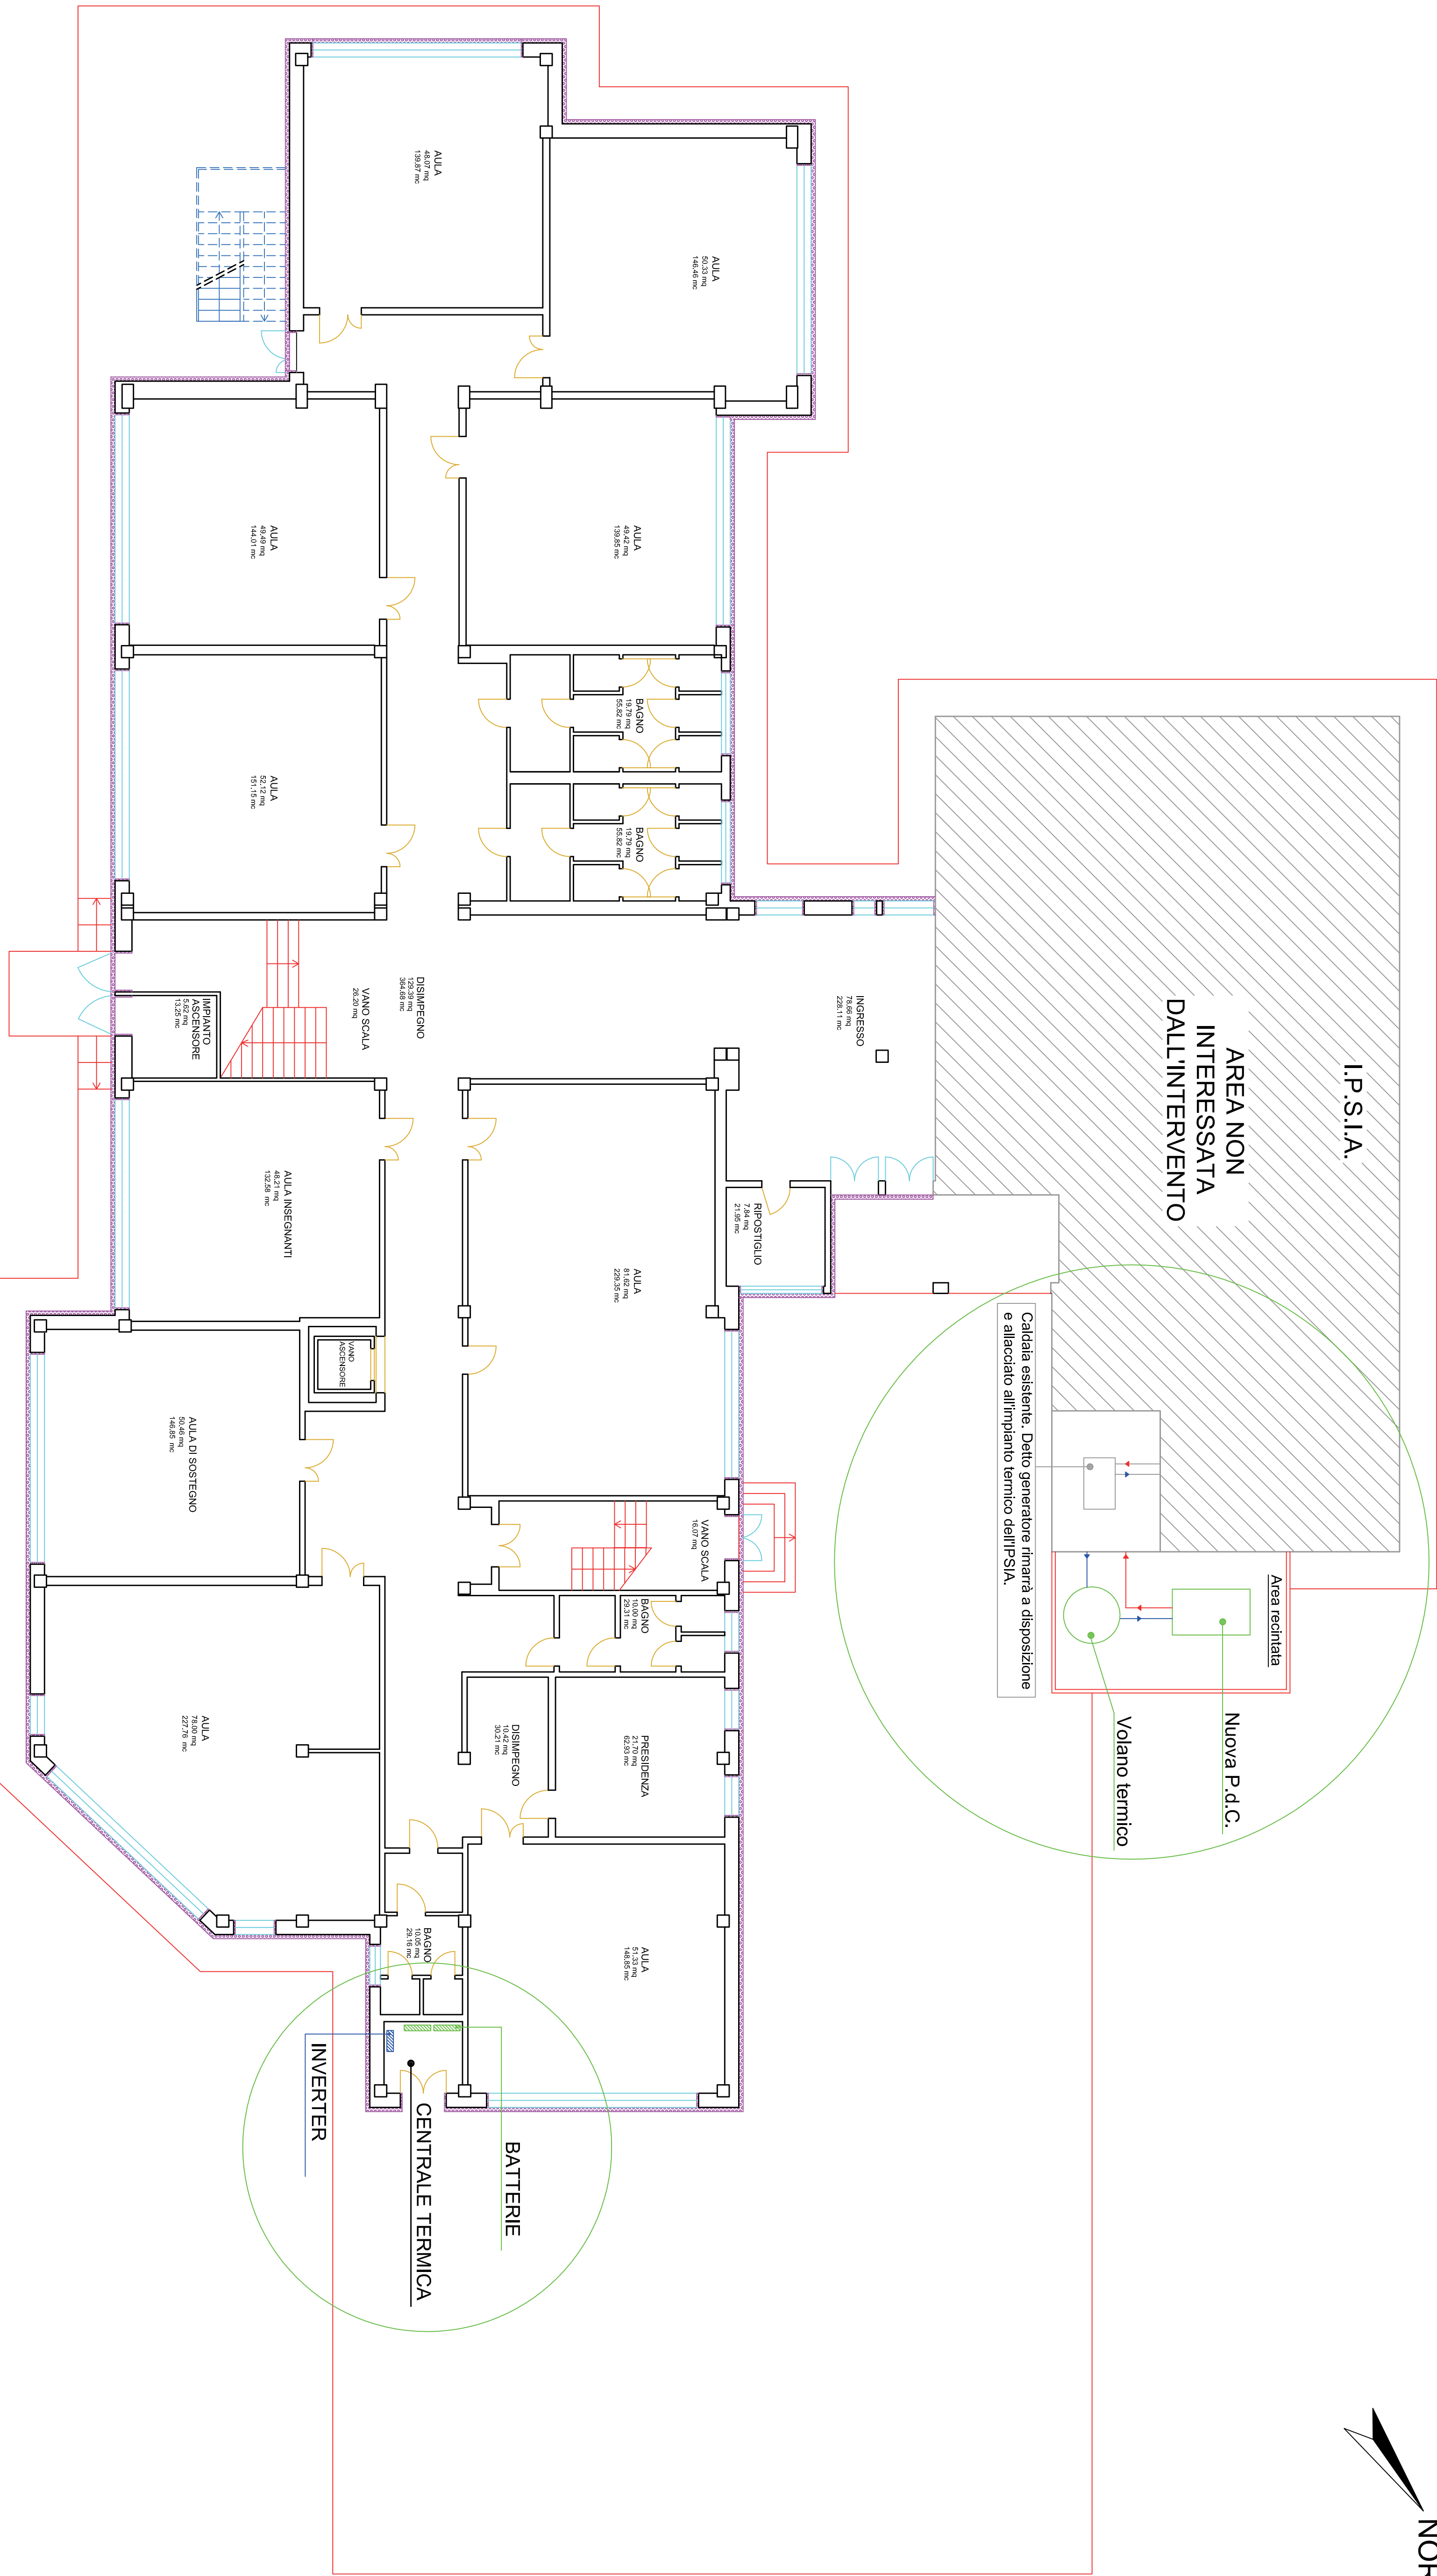 I.P.S.I.A.
AREA NON
INTERESSATA
DALL'INTERVENTO
Area recintata
Nuova P.d.C.
Volano termico
Caldaia esistente. Detto generatore rimarrà a disposizione
e allacciato all'impianto termico dell'IPSIA.
AULA
48.07 mq
139.87 mc
AULA
50.33 mq
146.46 mc
AULA
49.49 mq
144.01 mc
AULA
49.42 mq
139.85 mc
BAGNO
19.79 mq
55.82 mc
BAGNO
19.79 mq
55.82 mc
AULA
52.12 mq
151.15 mc
INGRESSO
78.66 mq
228.11 mc
DISIMPEGNO
129.39 mq
364.68 mc
VANO SCALA
26.20 mq
IMPIANTO
ASCENSORE
5.62 mq
13.25 mc
RIPOSTIGLIO
7.84 mq
21.95 mc
AULA
81.62 mq
229.35 mc
AULA INSEGNANTI
48.21 mq
132.58 mc
VANO
ASCENSORE
AULA DI SOSTEGNO
50.46 mq
146.85 mc
VANO SCALA
16.07 mq
BAGNO
10.00 mq
29.31 mc
PRESIDENZA
21.70 mq
62.93 mc
DISIMPEGNO
10.42 mq
30.21 mc
AULA
78.00 mq
227.76 mc
BAGNO
10.05 mq
29.16 mc
AULA
51.33 mq
148.85 mc
BATTERIE
CENTRALE TERMICA
INVERTER